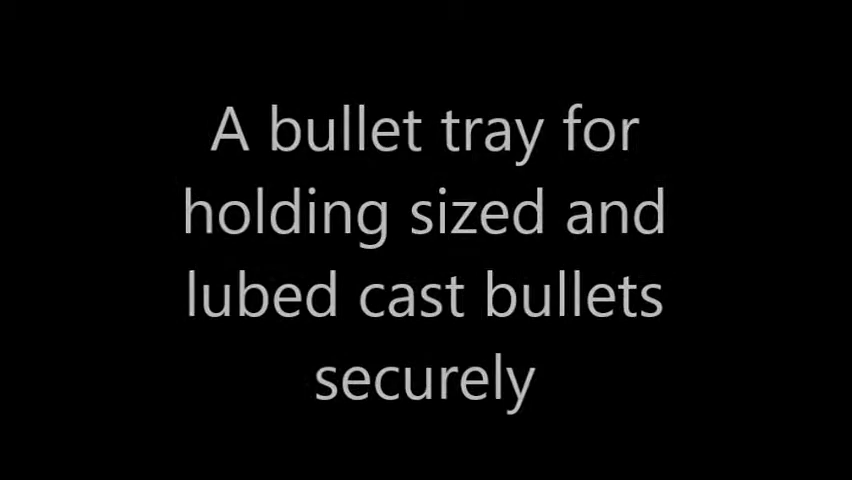 A bullet tray for
holding sized and
lubed cast bullets
securely